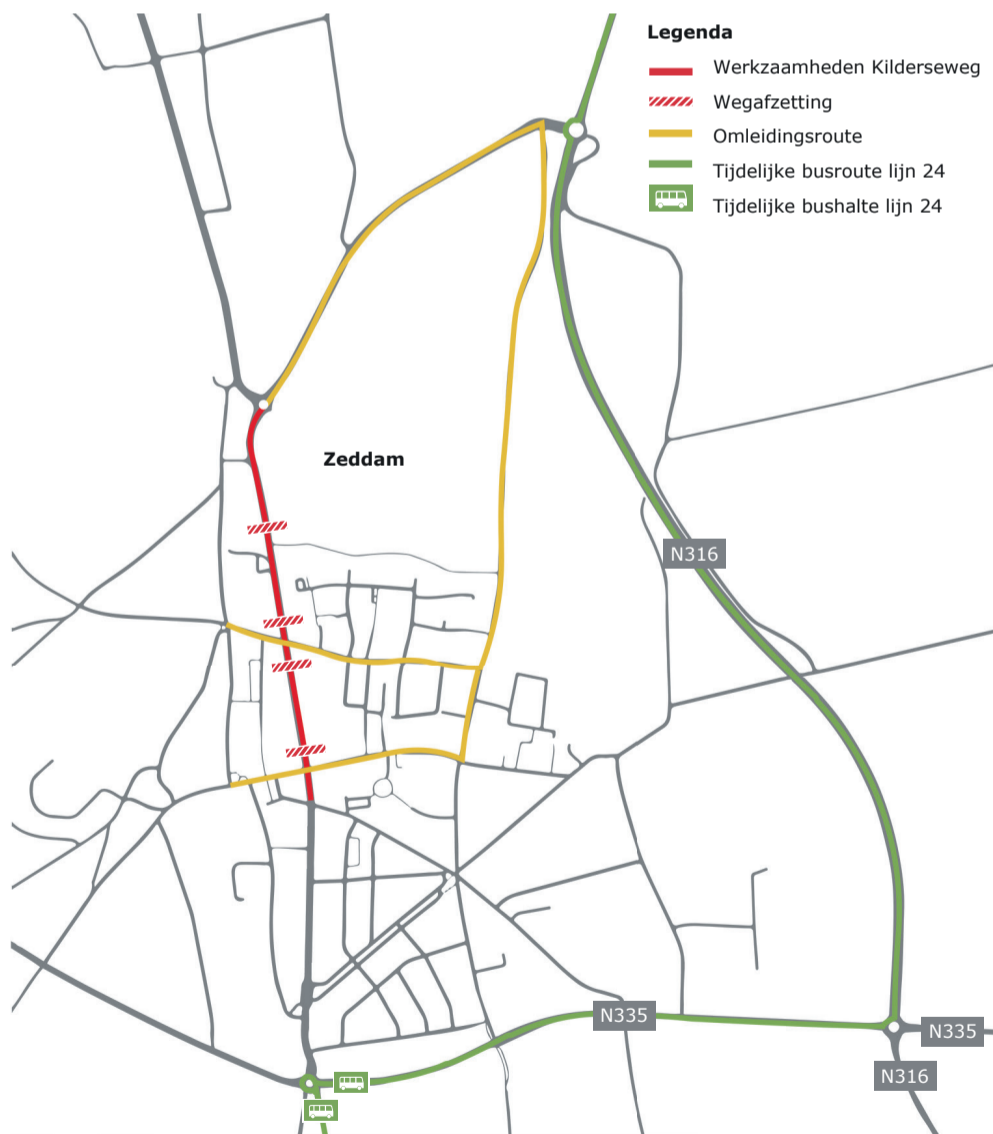 Legenda
Werkzaamheden Kilderseweg
Wegafzetting
Omleidingsroute
Tijdelijke busroute lijn 24
Tijdelijke bushalte lijn 24
Zeddam
N316
N335
N335
N316